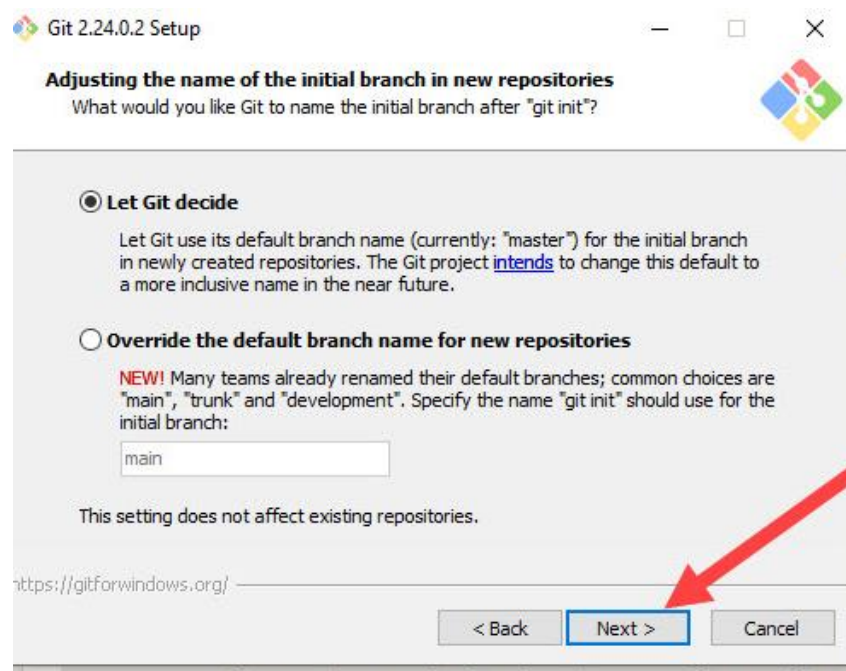 Git 2.24.0.2 Setup
Adjusting the name of the initial branch in new repositories
What would you like Git to name the initial branch after "git init"?
Let Git decide
Let Git use its default branch name (currently: "master") for the initial branch
in newly created repositories. The Git project intends to change this default to
a more inclusive name in the near future.
Override the default branch name for new repositories
NEW! Many teams already renamed their default branches; common choices are
"main", "trunk" and "development". Specify the name "git init" should use for the
initial branch:
main
This setting does not affect existing repositories.
https://gitforwindows.org/
< Back Next > Cancel